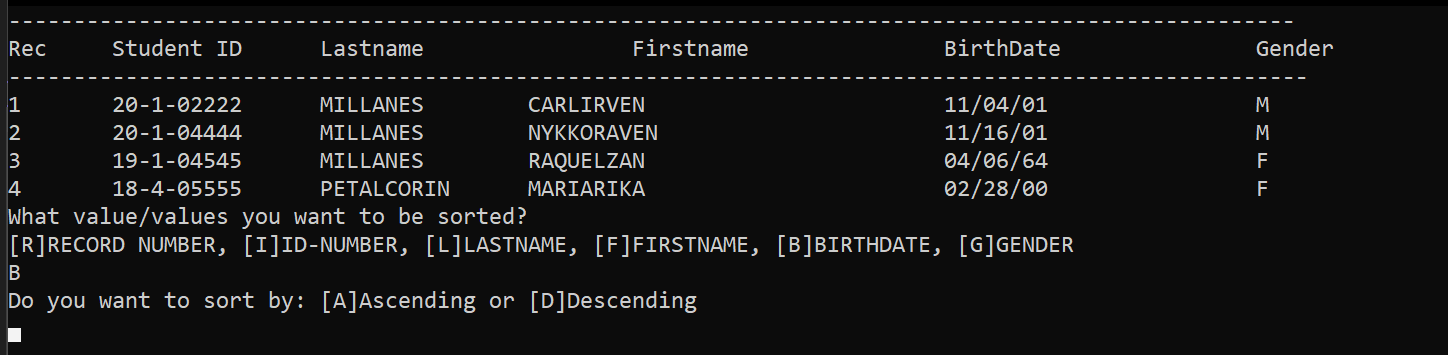 ---------------------------------------------------------------------------------------------------
Rec Student ID Lastname Firstname BirthDate Gender
----------------------------------------------------------------------------------------------------
1 20-1-02222 MILLANES CARLIRVEN 11/04/01 M
2 20-1-04444 MILLANES NYKKORAVEN 11/16/01 M
3 19-1-04545 MILLANES RAQUELZAN 04/06/64 F
4 18-4-05555 PETALCORIN MARIARIKA 02/28/00 F
What value/values you want to be sorted?
[R]RECORD NUMBER, [I]ID-NUMBER, [L]LASTNAME, [F]FIRSTNAME, [B]BIRTHDATE, [G]GENDER
B
Do you want to sort by: [A]Ascending or [D]Descending